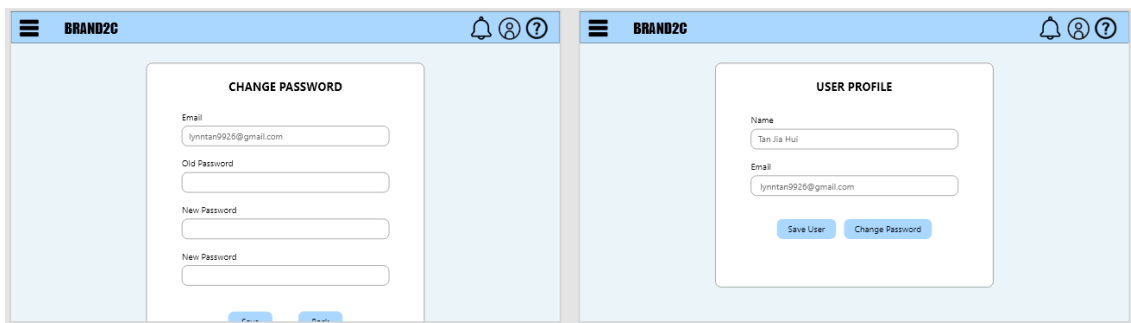 BRAND2C
CHANGE PASSWORD
Email
lynntan9926@gmail.com
Old Password
New Password
New Password
BRAND2C
USER PROFILE
Name
Tan Jia Hui
Email
lynntan9926@gmail.com
Save User Change Password